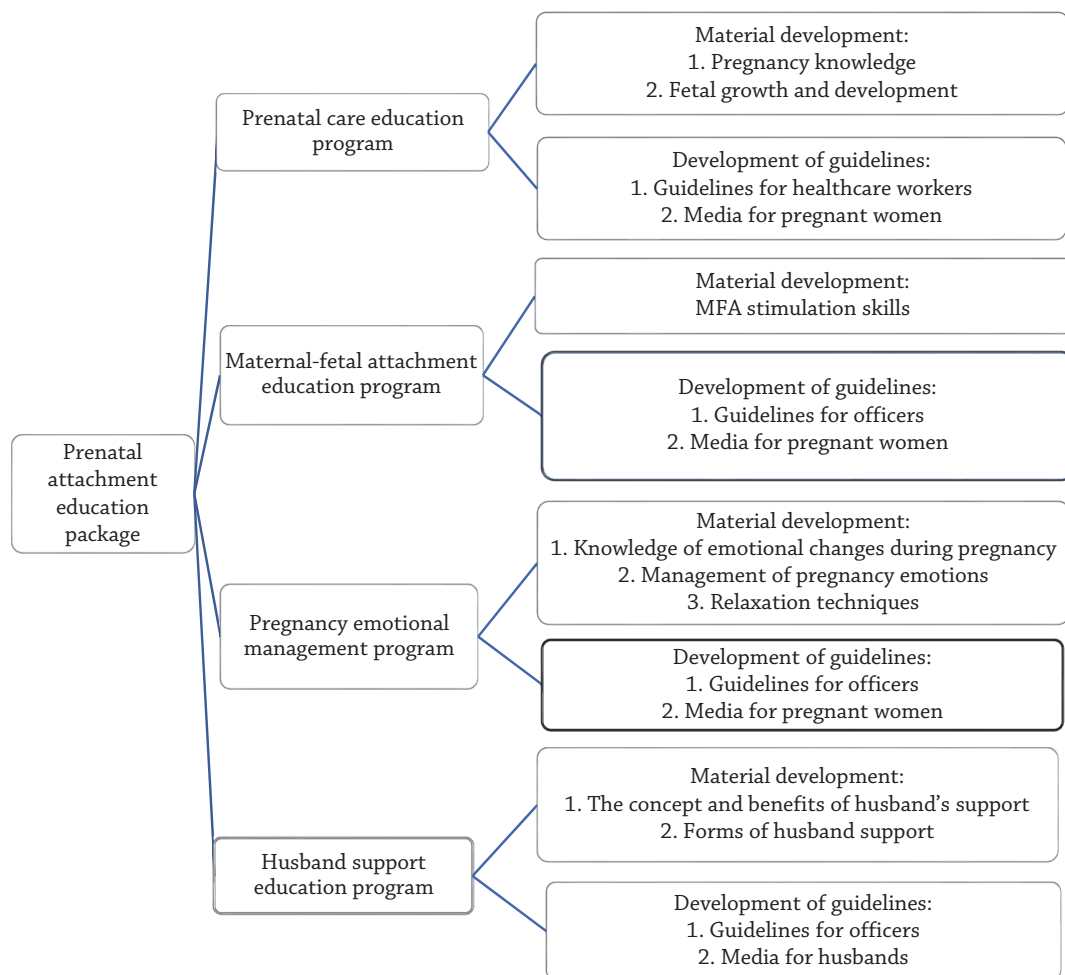 Prenatal
attachment
education
package
Prenatal care education
program
Material development:
1. Pregnancy knowledge
2. Fetal growth and development
Development of guidelines:
1. Guidelines for healthcare workers
2. Media for pregnant women
Maternal-fetal attachment
education program
Material development:
MFA stimulation skills
Development of guidelines:
1. Guidelines for officers
2. Media for pregnant women
Pregnancy emotional
management program
Material development:
1. Knowledge of emotional changes during pregnancy
2. Management of pregnancy emotions
3. Relaxation techniques
Development of guidelines:
1. Guidelines for officers
2. Media for pregnant women
Husband support
education program
Material development:
1. The concept and benefits of husband’s support
2. Forms of husband support
Development of guidelines:
1. Guidelines for officers
2. Media for husbands